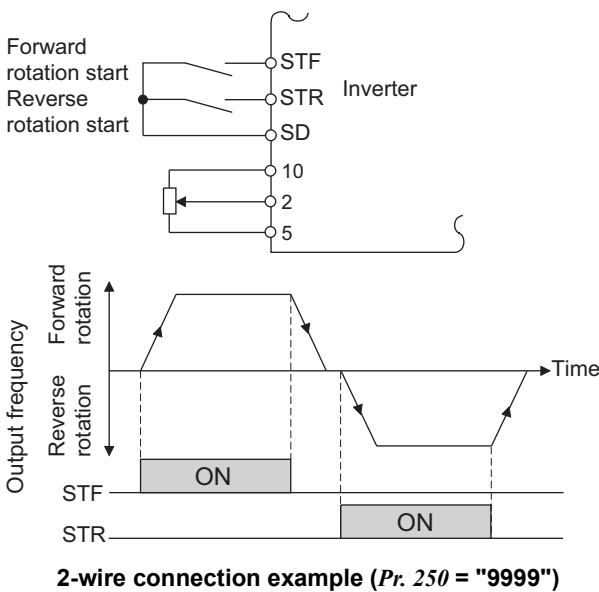 Forward
rotation start
Reverse
rotation start
STF
STR
SD
Inverter
10
2
5
Output frequency
Forward
rotation
Reverse
rotation
Time
ON
STF
ON
STR
2-wire connection example (Pr. 250 = "9999")